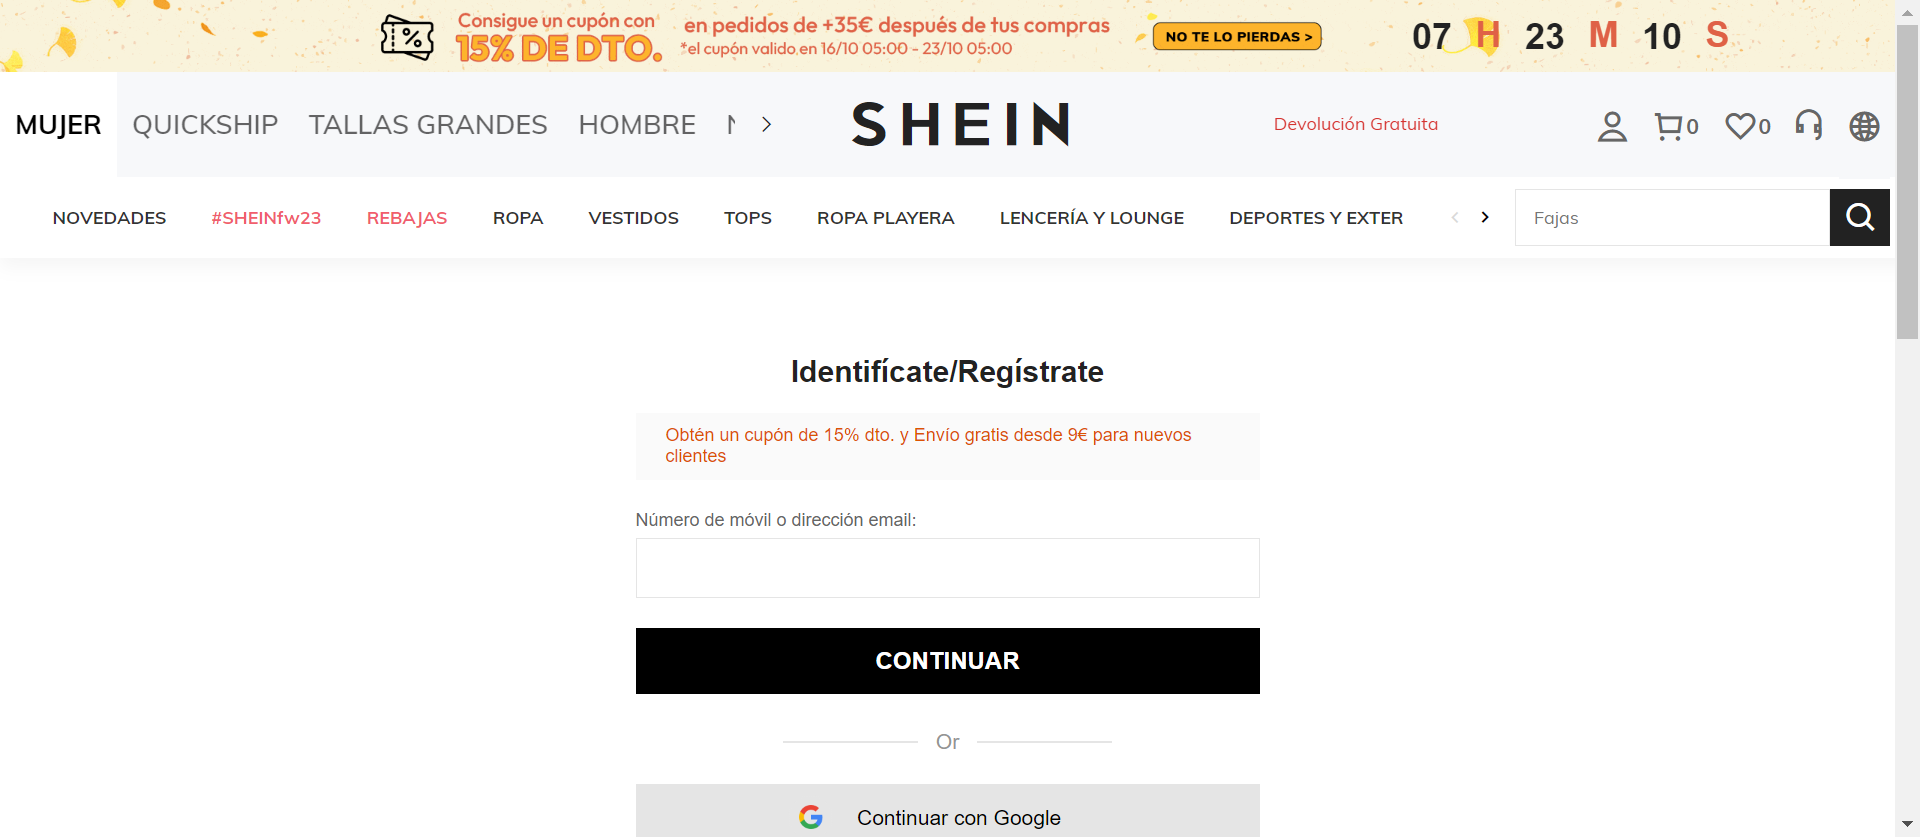 Consigue un cupón con
15% DE DTO.
en pedidos de +35€ después de tus compras
*el cupón valido en 16/10 05:00 - 23/10 05:00
NO TE LO PIERDAS >
07 H 23 M 10 S
MUJER QUICKSHIP TALLAS GRANDES HOMBRE
SHEIN
Devolución Gratuita
0 0
NOVEDADES #SHEINfw23 REBAJAS ROPA VESTIDOS TOPS ROPA PLAYERA LENCERÍA Y LOUNGE DEPORTES Y EXTER
Fajas
Identifícate/Regístrate
Obtén un cupón de 15% dto. y Envío gratis desde 9€ para nuevos
clientes
Número de móvil o dirección email:
CONTINUAR
Or
Continuar con Google